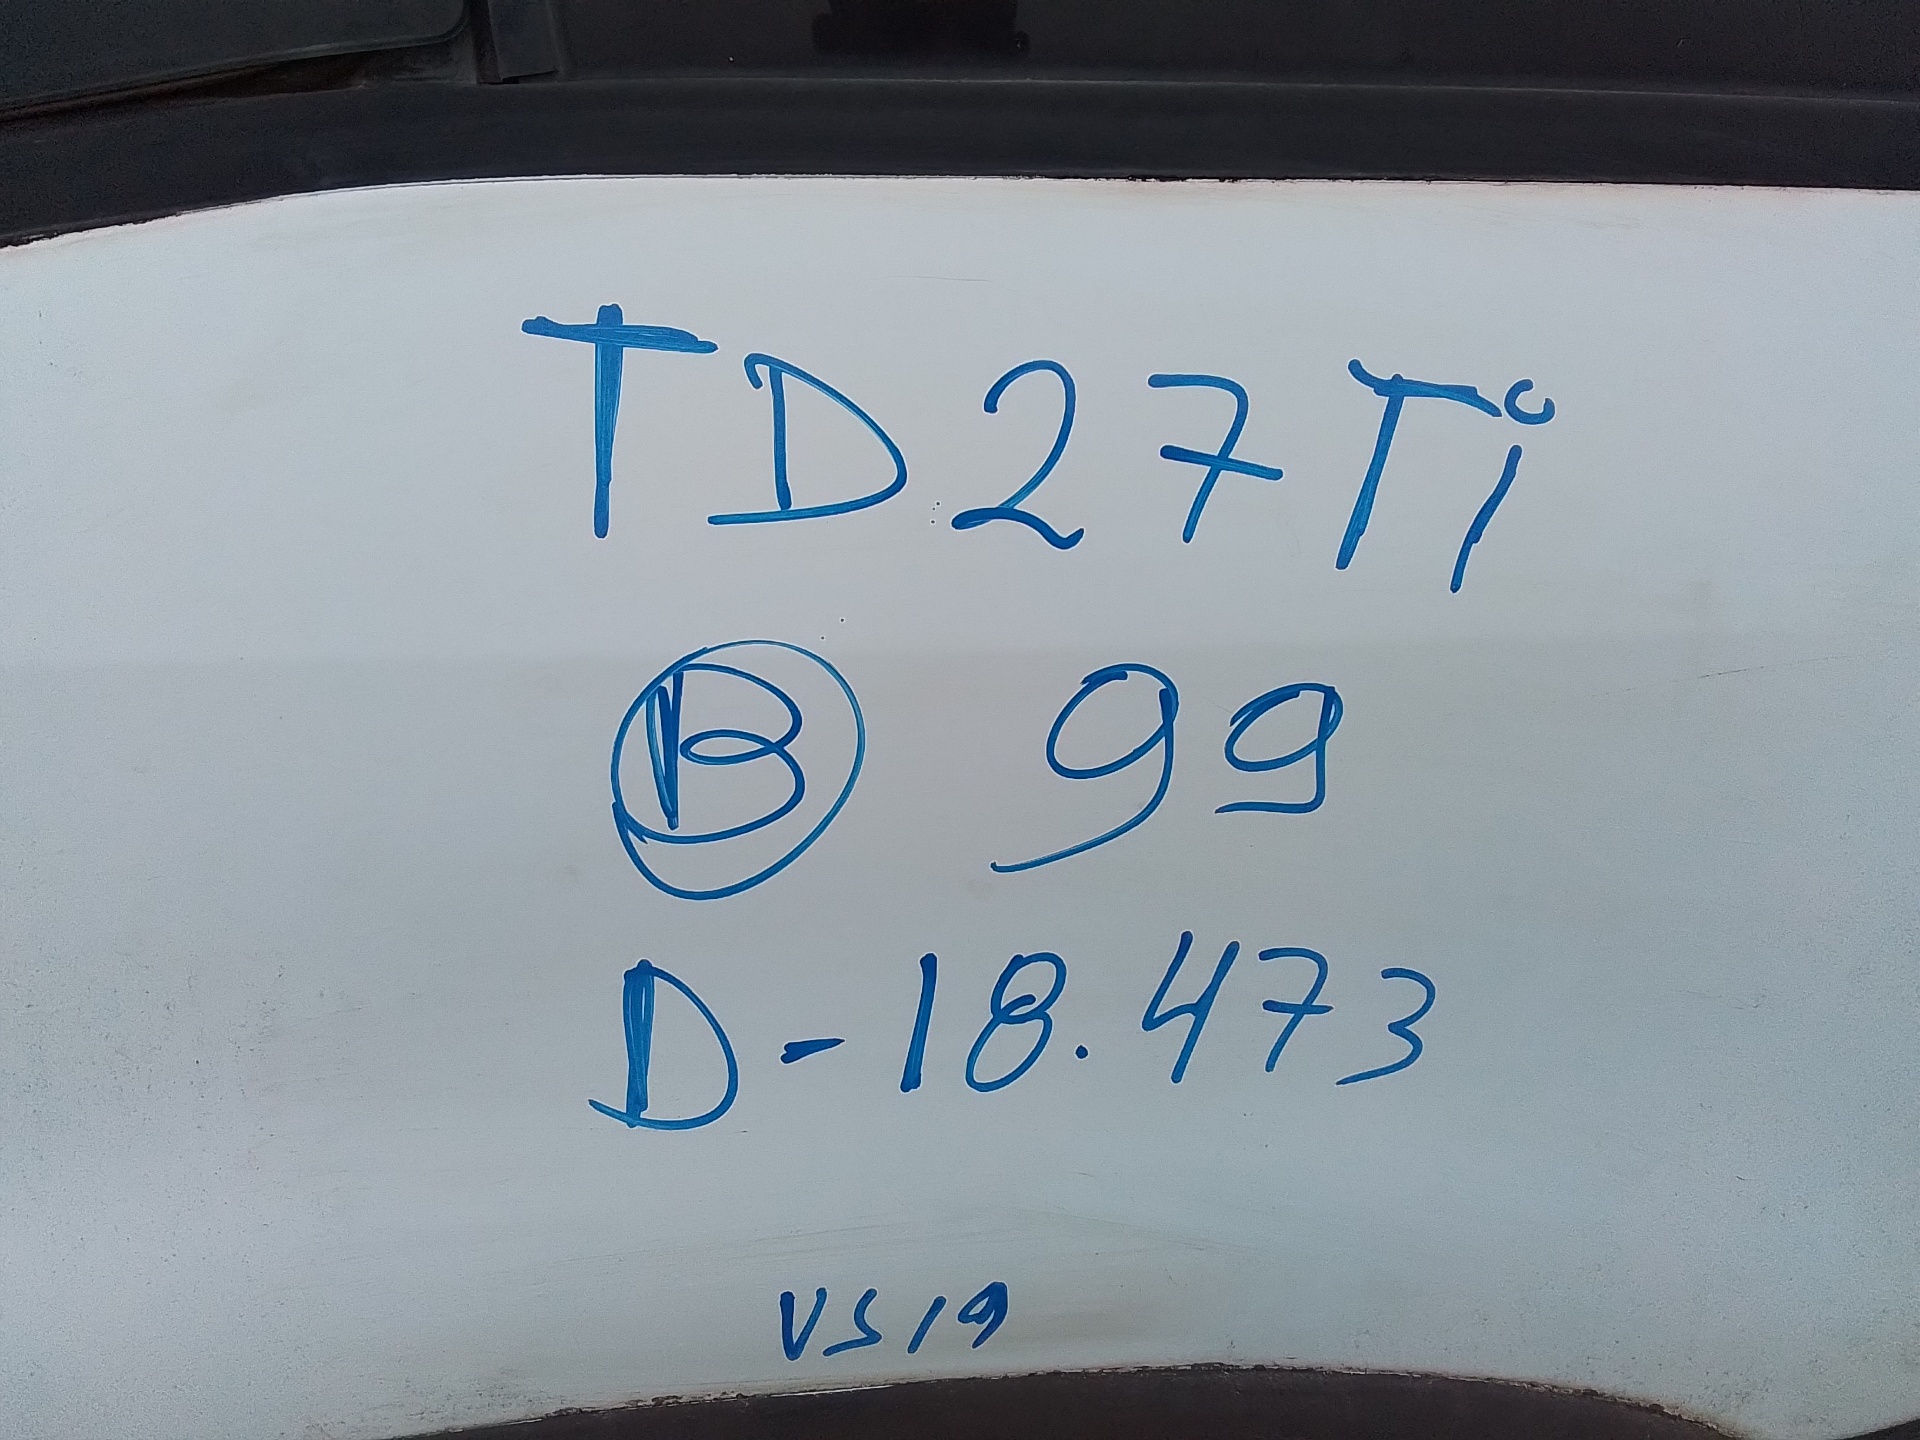 TD27Ti
B 99
D-18.473
VS19